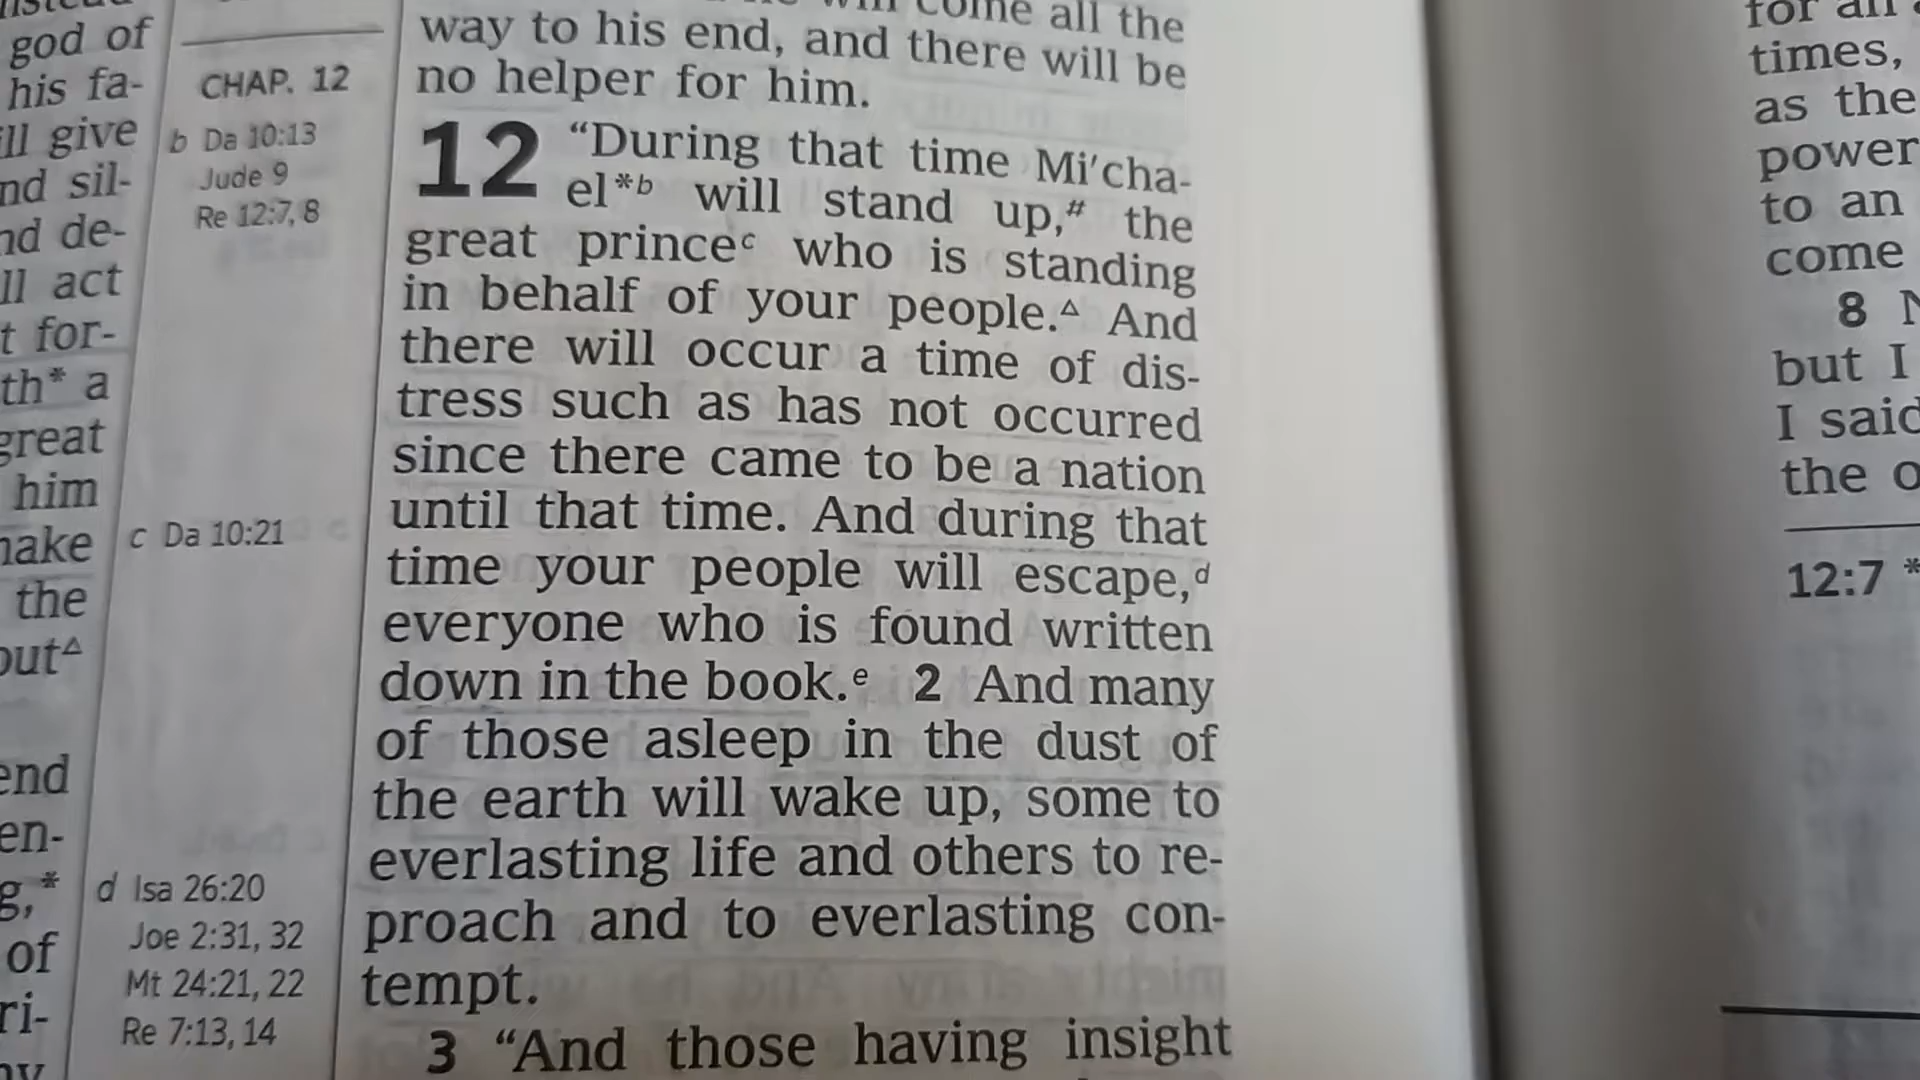 god of
his fa-
ill give
nd sil-
nd de-
ll act
t for-
th* a
great
him
make
the
out△
end
en-
g,*
of
ri-
CHAP. 12
b Da 10:13
Jude 9
Re 12:7, 8
c Da 10:21
d Isa 26:20
Joe 2:31, 32
Mt 24:21, 22
Re 7:13, 14
will come all the
way to his end, and there will be
no helper for him.
12 “During that time Mi′cha-
el*b will stand up,# the
great princec who is standing
in behalf of your people.△ And
there will occur a time of dis-
tress such as has not occurred
since there came to be a nation
until that time. And during that
time your people will escape,d
everyone who is found written
down in the book.e 2 And many
of those asleep in the dust of
the earth will wake up, some to
everlasting life and others to re-
proach and to everlasting con-
tempt.
3 “And those having insight
for all
times,
as the
power
to an
come
8
but I
I said
the o
12:7 *